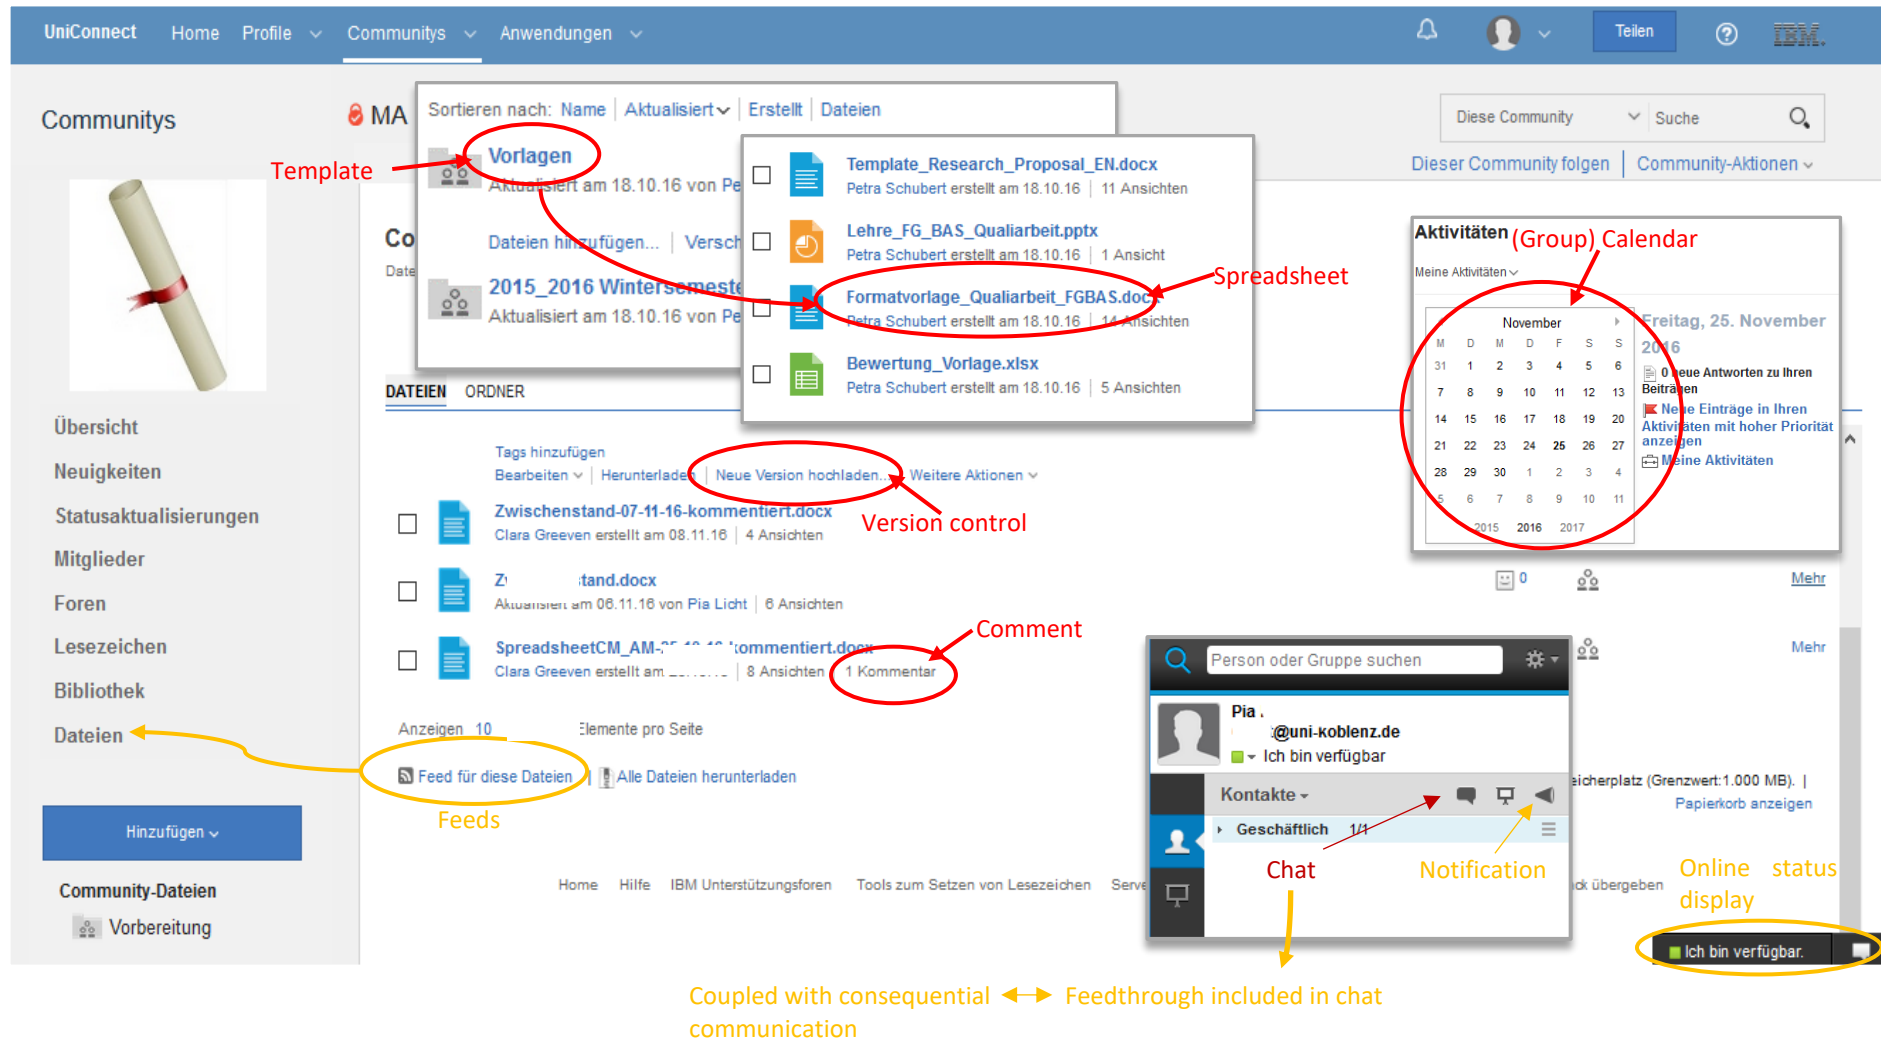 UniConnect Home Profile Communitys Anwendungen Teilen IBM.
Communitys
MA
Sortieren nach: Name | Aktualisiert | Erstellt | Dateien
Diese Community Suche
Dieser Community folgen | Community-Aktionen
Template
Vorlagen
Aktualisiert am 18.10.16 von
Dateien hinzufügen... |
2015_2016
Aktualisiert am 18.10.16 von
Template_Research_Proposal_EN.docx
Petra Schubert erstellt am 18.10.16 | 11 Ansichten
Lehre_FG_BAS_Qualiarbeit.pptx
Petra Schubert erstellt am 18.10.16 | 1 Ansicht
Formatvorlage_Qualiarbeit_FGBAS.docx
Petra Schubert erstellt am 18.10.16 | 14 Ansichten
Bewertung_Vorlage.xlsx
Petra Schubert erstellt am 18.10.16 | 5 Ansichten
Spreadsheet
Aktivitäten
(Group) Calendar
Meine Aktivitäten
November
M D M D F S S
31 1 2 3 4 5 6
7 8 9 10 11 12 13
14 15 16 17 18 19 20
21 22 23 24 25 26 27
28 29 30 1 2 3 4
5 6 7 8 9 10 11
2015 2016 2017
Freitag, 25. November
2016
0 neue Antworten zu Ihren
Beiträgen
Neue Einträge in Ihren
Aktivitäten mit hoher Priorität
anzeigen
Meine Aktivitäten
DATEIEN ORDNER
Übersicht
Neuigkeiten
Statusaktualisierungen
Mitglieder
Foren
Lesezeichen
Bibliothek
Dateien
Hinzufügen
Community-Dateien
Vorbereitung
Tags hinzufügen
Bearbeiten | Herunterladen | Neue Version hochladen... Weitere Aktionen
Version control
Zwischenstand-07-11-16-kommentiert.docx
Clara Greeven erstellt am 08.11.16 | 4 Ansichten
tand.docx
Aktualisiert am 06.11.16 von Pia Licht | 6 Ansichten
0 Mehr
SpreadsheetCM_AM- kommentiert.docx
Clara Greeven erstellt am | 8 Ansichten 1 Kommentar
Mehr
Comment
Anzeigen 10 Elemente pro Seite
Feed für diese Dateien | Alle Dateien herunterladen
Feeds
(Grenzwert:1.000 MB). |
Papierkorb anzeigen
Person oder Gruppe suchen
Pia
@uni-koblenz.de
Ich bin verfügbar
Kontakte
Geschäftlich 1/1
Chat
Notification
Online status
display
Home Hilfe IBM Unterstützungsforen Tools zum Setzen von Lesezeichen übergeben
Ich bin verfügbar.
Coupled with consequential
communication
Feedthrough included in chat